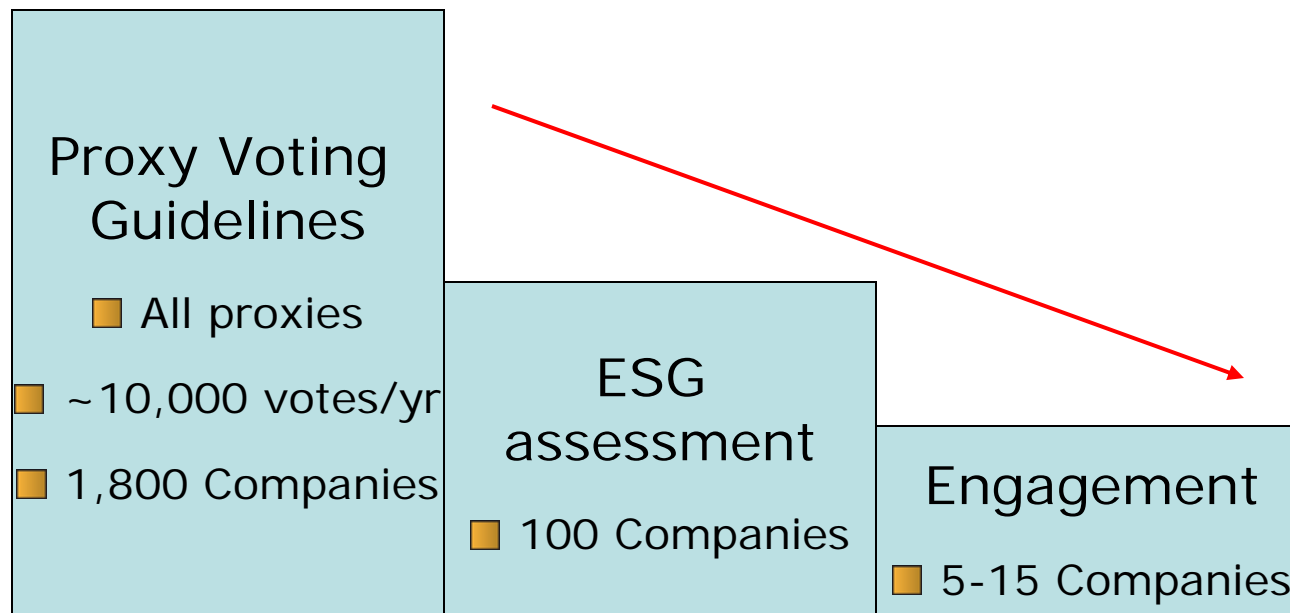 Proxy Voting
Guidelines
All proxies
~10,000 votes/yr
1,800 Companies
ESG
assessment
100 Companies
Engagement
5-15 Companies